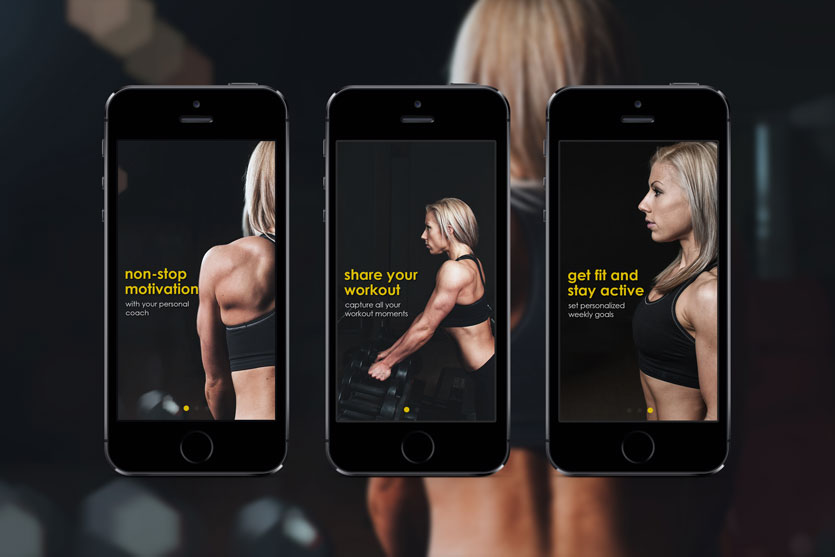 non-stop
motivation
with your personal
coach
share your
workout
capture all your
workout moments
get fit and
stay active
set personalized
weekly goals